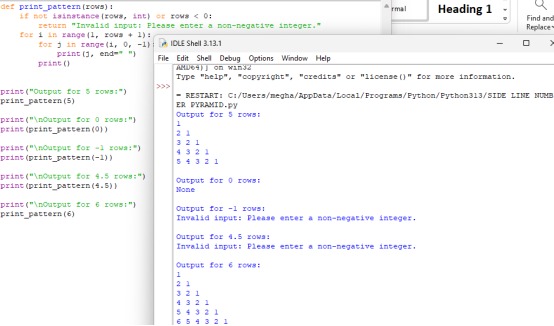 def print_pattern(rows):
    if not isinstance(rows, int) or rows < 0:
        return "Invalid input: Please enter a non-negative integer."
    for i in range(1, rows + 1):
        for j in range(i, 0, -1):
            print(j, end=" ")
        print()
print("Output for 5 rows:")
print_pattern(5)
print("\nOutput for 0 rows:")
print(print_pattern(0))
print("\nOutput for -1 rows:")
print(print_pattern(-1))
print("\nOutput for 4.5 rows:")
print(print_pattern(4.5))
print("\nOutput for 6 rows:")
print_pattern(6)
rmal
Heading 1
Find and
Replace
IDLE Shell 3.13.1
File Edit Shell Debug Options Window Help
AMD64)] on win32
Type "help", "copyright", "credits" or "license()" for more information.
>>>
= RESTART: C:/Users/megha/AppData/Local/Programs/Python/Python313/SIDE LINE NUMB
ER PYRAMID.py
Output for 5 rows:
1
2 1
3 2 1
4 3 2 1
5 4 3 2 1
Output for 0 rows:
None
Output for -1 rows:
Invalid input: Please enter a non-negative integer.
Output for 4.5 rows:
Invalid input: Please enter a non-negative integer.
Output for 6 rows:
1
2 1
3 2 1
4 3 2 1
5 4 3 2 1
6 5 4 3 2 1